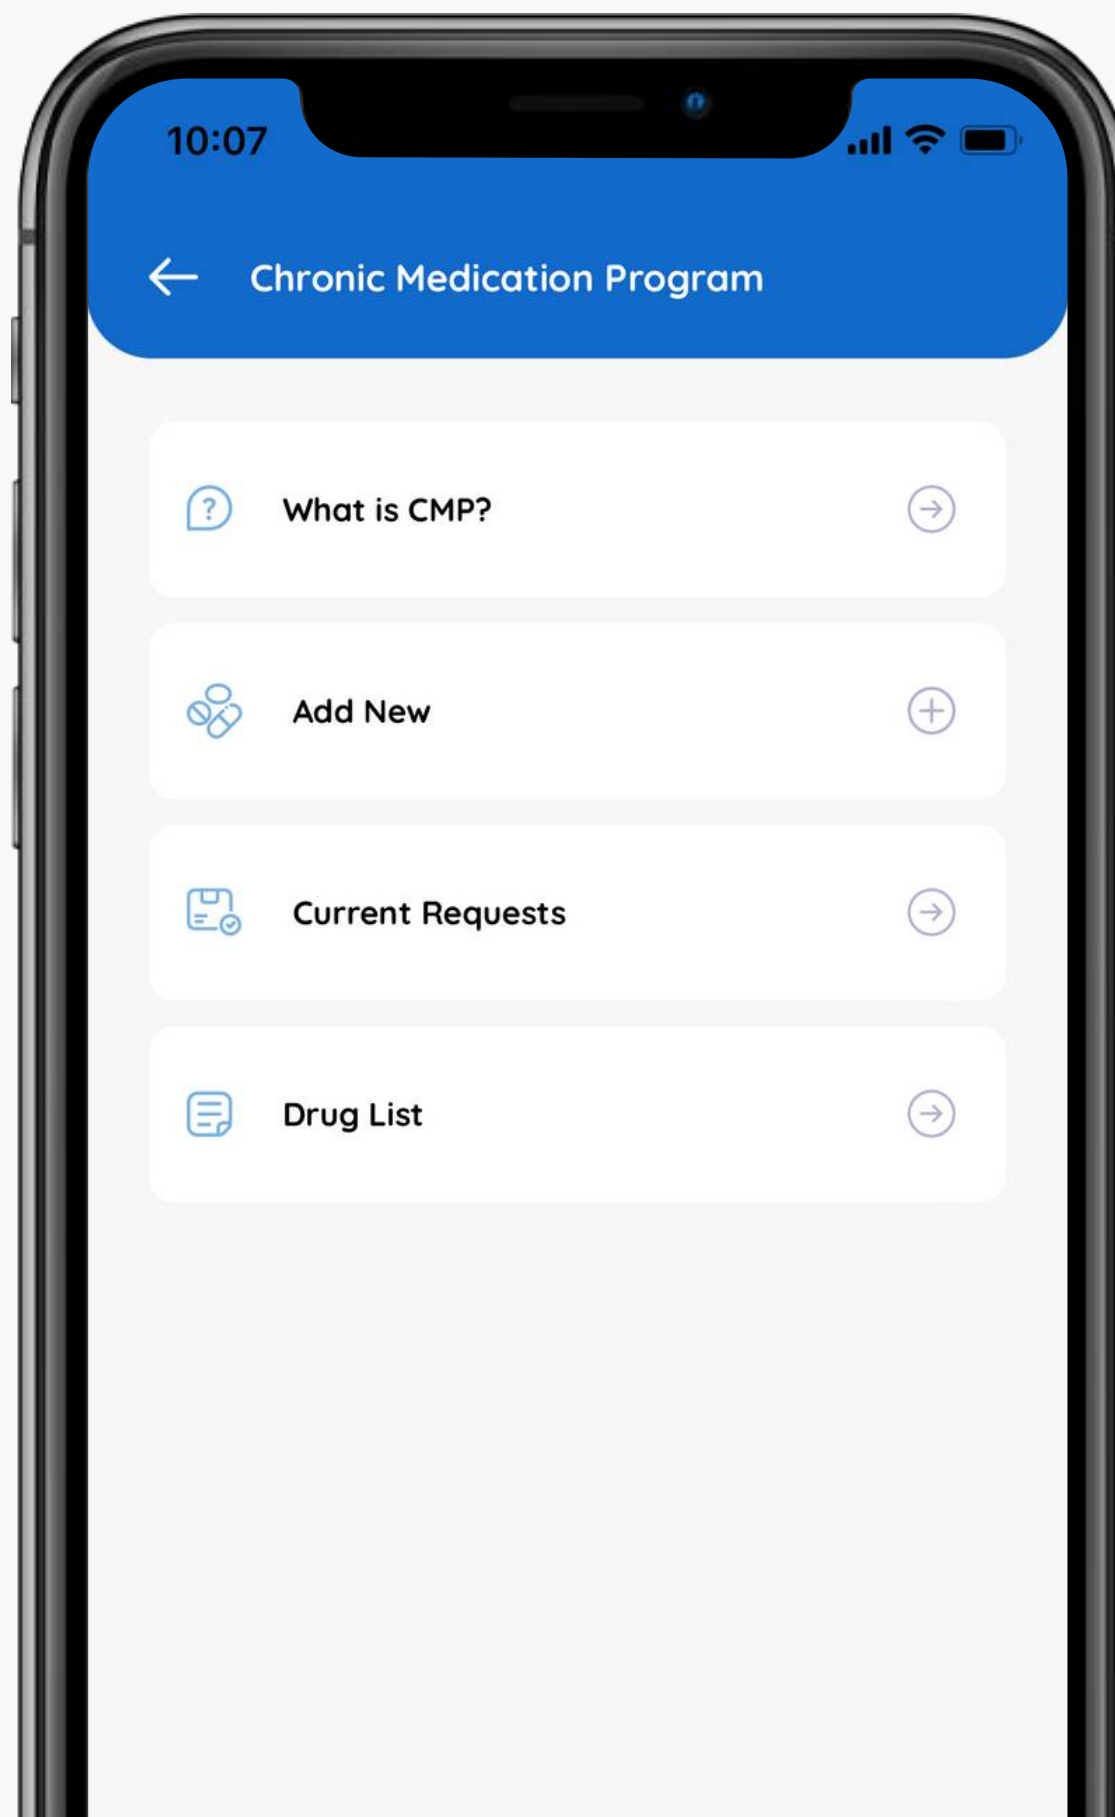 10:07
Chronic Medication Program
What is CMP?
Add New
Current Requests
Drug List